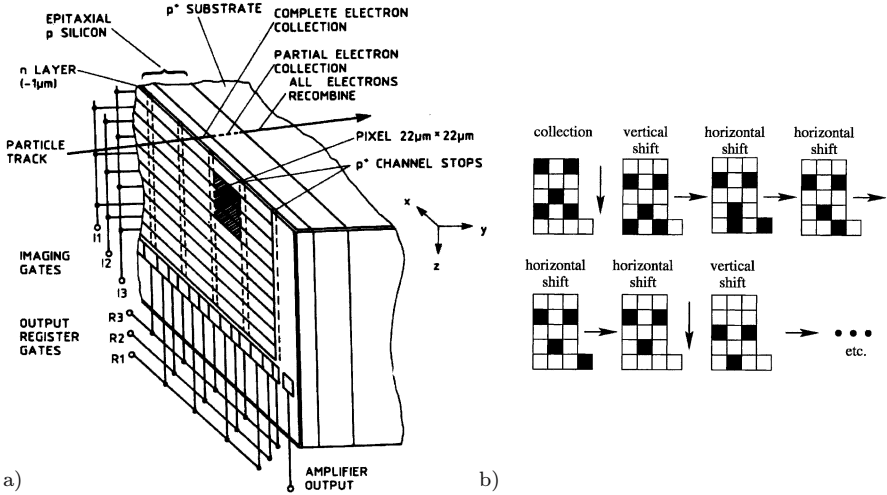 p⁺ SUBSTRATE
EPITAXIAL
p SILICON
COMPLETE ELECTRON
COLLECTION
n LAYER
(~1μm)
PARTIAL ELECTRON
COLLECTION
ALL ELECTRONS
RECOMBINE
PARTICLE
TRACK
PIXEL 22μm × 22μm
p⁺ CHANNEL STOPS
x
y
z
I1
I2
I3
IMAGING
GATES
OUTPUT
REGISTER
GATES
R3
R2
R1
AMPLIFIER
OUTPUT
a)
collection
vertical
shift
horizontal
shift
horizontal
shift
horizontal
shift
horizontal
shift
vertical
shift
etc.
b)